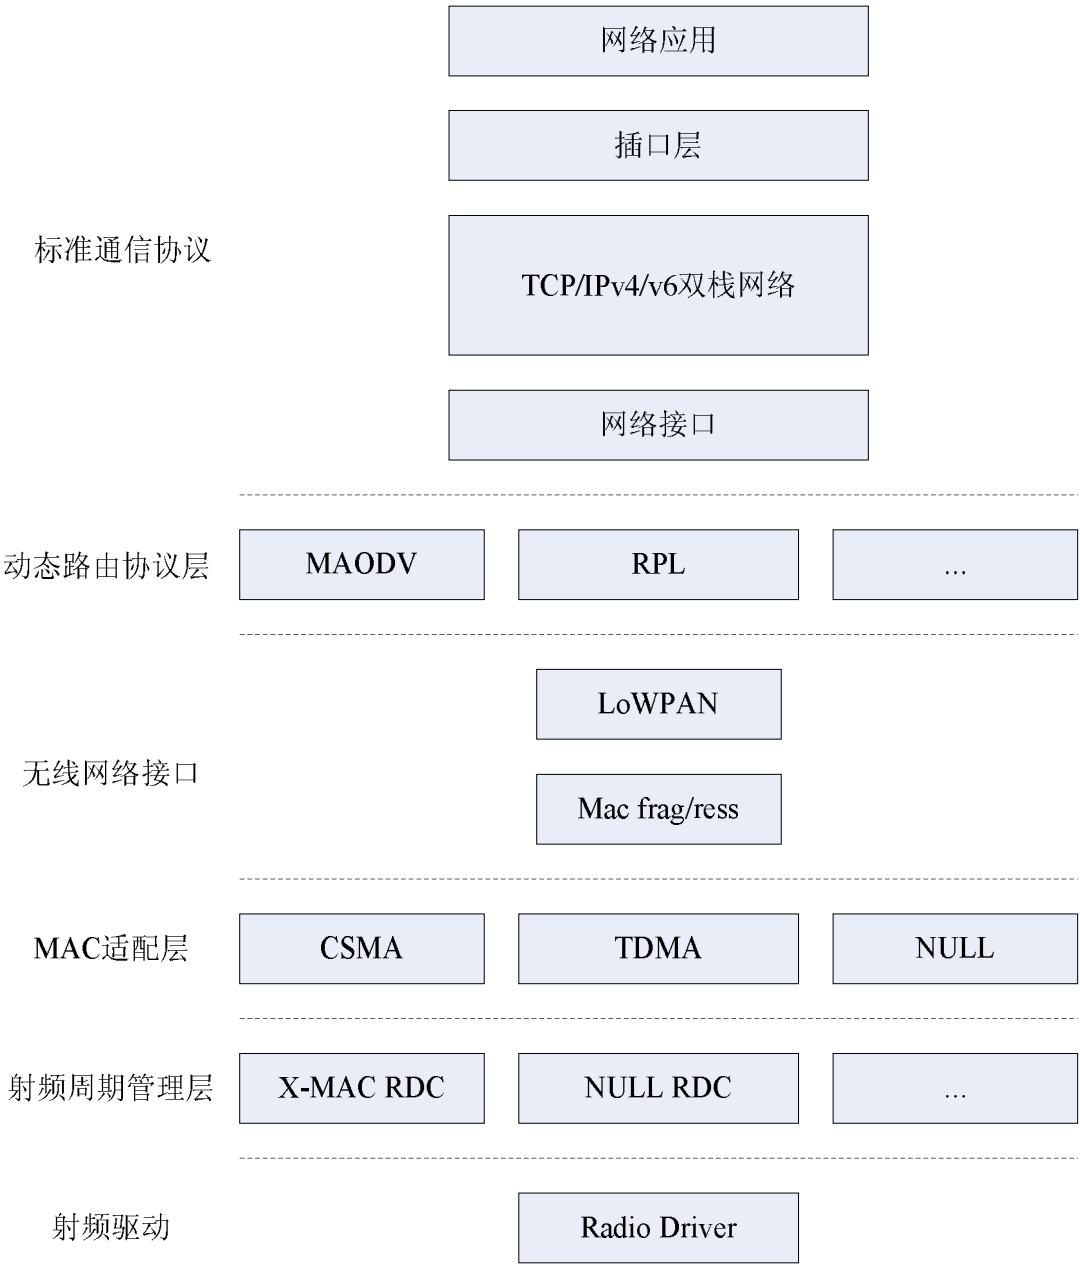 网络应用
插口层
标准通信协议
TCP/IPv4/v6双栈网络
网络接口
动态路由协议层
MAODV
RPL
...
LoWPAN
无线网络接口
Mac frag/ress
MAC适配层
CSMA
TDMA
NULL
射频周期管理层
X-MAC RDC
NULL RDC
...
射频驱动
Radio Driver